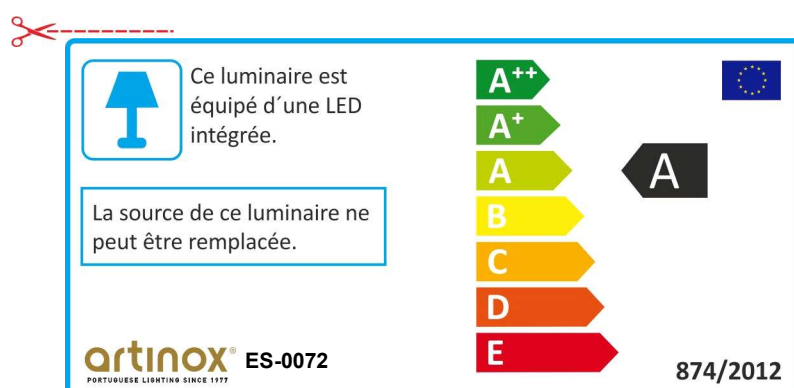 Ce luminaire est
équipé d´une LED
intégrée.
La source de ce luminaire ne
peut être remplacée.
artinox® ES-0072
PORTUGUESE LIGHTING SINCE 1977
A++
A+
A
B
C
D
E
A
874/2012